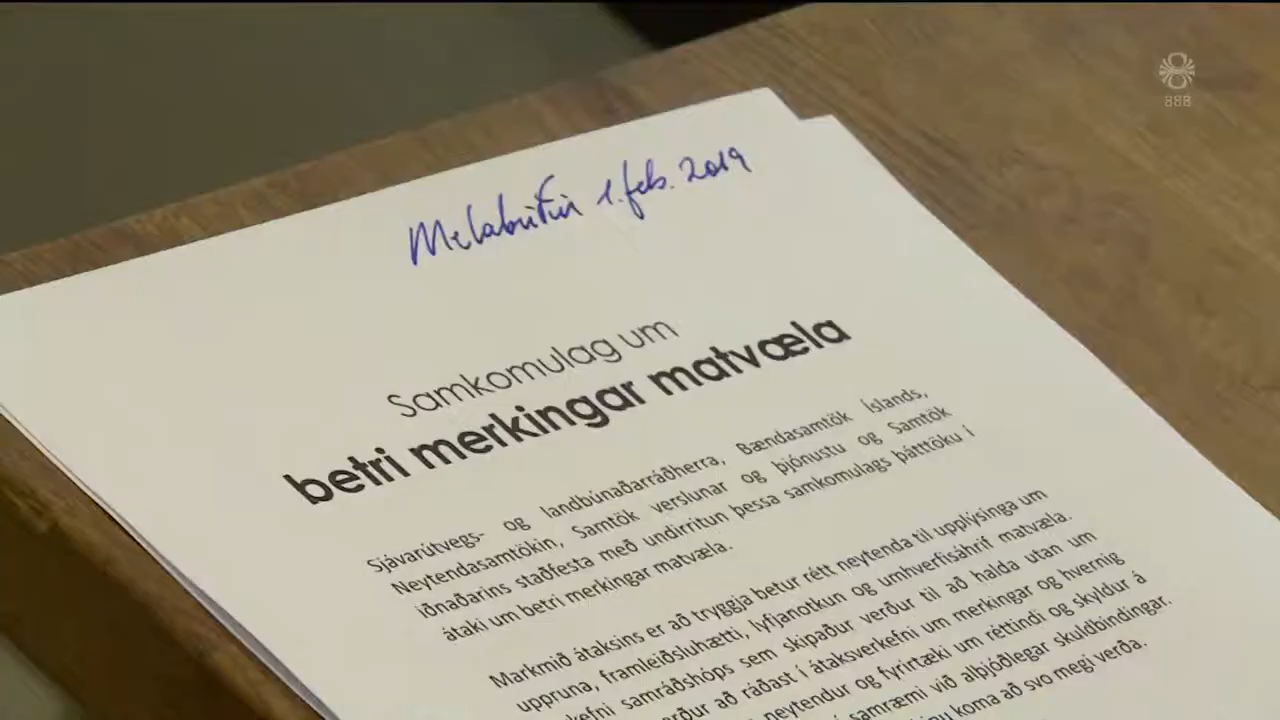 888
Melabúðin 1. feb. 2019
Samkomulag um
betri merkingar matvæla
Sjávarútvegs- og landbúnaðarráðherra, Bændasamtök Íslands,
Neytendasamtökin, Samtök verslunar og þjónustu og Samtök
iðnaðarins staðfesta með undirritun þessa samkomulags þátttöku í
átaki um betri merkingar matvæla.
Markmið átaksins er að tryggja betur rétt neytenda til upplýsinga um
uppruna, framleiðsluhætti, lyfjanotkun og umhverfisáhrif matvæla.
efni samráðshóps sem skipaður verður til að halda utan um
erður að ráðast í átaksverkefni um merkingar og hvernig
neytendur og fyrirtæki um réttindi og skyldur á
samræmi við alþjóðlegar skuldbindingar.
koma að svo megi verða.